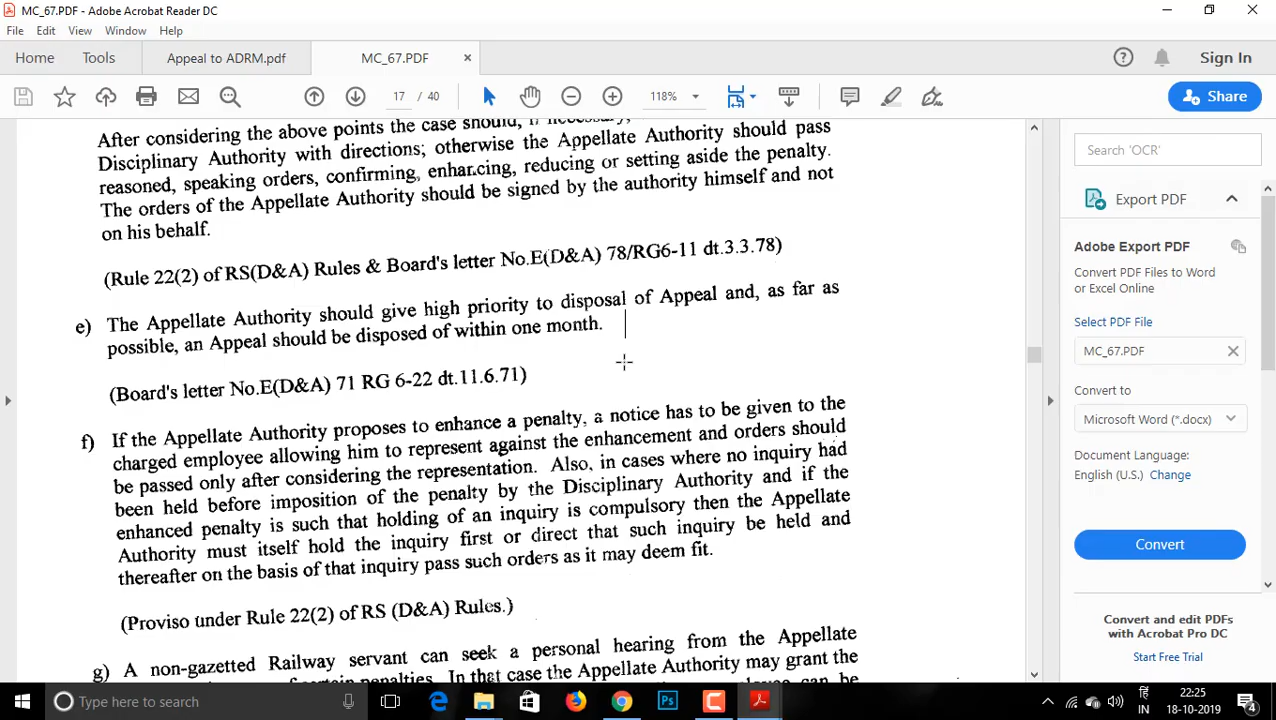 MC_67.PDF - Adobe Acrobat Reader DC
File Edit View Window Help
Home Tools Appeal to ADRM.pdf MC_67.PDF × Sign In
17 / 40 118% Share
After considering the above points the case should, if necessary,
Disciplinary Authority with directions; otherwise the Appellate Authority should pass
reasoned, speaking orders, confirming, enharcing, reducing or setting aside the penalty.
The orders of the Appellate Authority should be signed by the authority himself and not
on his behalf.
(Rule 22(2) of RS(D&A) Rules & Board's letter No.E(D&A) 78/RG6-11 dt.3.3.78)
e) The Appellate Authority should give high priority to disposal of Appeal and, as far as
possible, an Appeal should be disposed of within one month.
(Board's letter No.E(D&A) 71 RG 6-22 dt.11.6.71)
f) If the Appellate Authority proposes to enhance a penalty, a notice has to be given to the
charged employee allowing him to represent against the enhancement and orders should
be passed only after considering the representation. Also, in cases where no inquiry had
been held before imposition of the penalty by the Disciplinary Authority and if the
enhanced penalty is such that holding of an inquiry is compulsory then the Appellate
Authority must itself hold the inquiry first or direct that such inquiry be held and
thereafter on the basis of that inquiry pass such orders as it may deem fit.
(Proviso under Rule 22(2) of RS (D&A) Rules.)
g) A non-gazetted Railway servant can seek a personal hearing from the Appellate
certain penalties. In that case the Appellate Authority may grant the
can be
Search 'OCR'
Export PDF
Adobe Export PDF
Convert PDF Files to Word
or Excel Online
Select PDF File
MC_67.PDF
Convert to
Microsoft Word (*.docx)
Document Language:
English (U.S.) Change
Convert
Convert and edit PDFs
with Acrobat Pro DC
Start Free Trial
Type here to search
Ps
हि
IN
22:25
18-10-2019
4